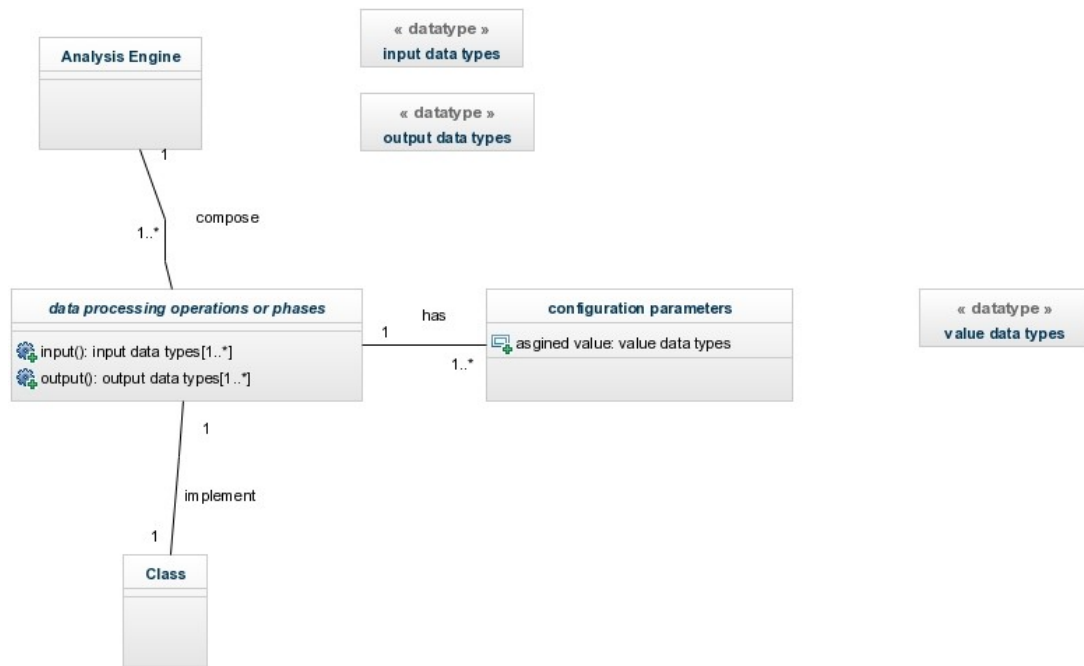 « datatype »
input data types
Analysis Engine
« datatype »
output data types
1
compose
1..*
data processing operations or phases
input(): input data types[1..*]
output(): output data types[1..*]
has
1
1..*
configuration parameters
asgined value: value data types
« datatype »
value data types
1
implement
1
Class